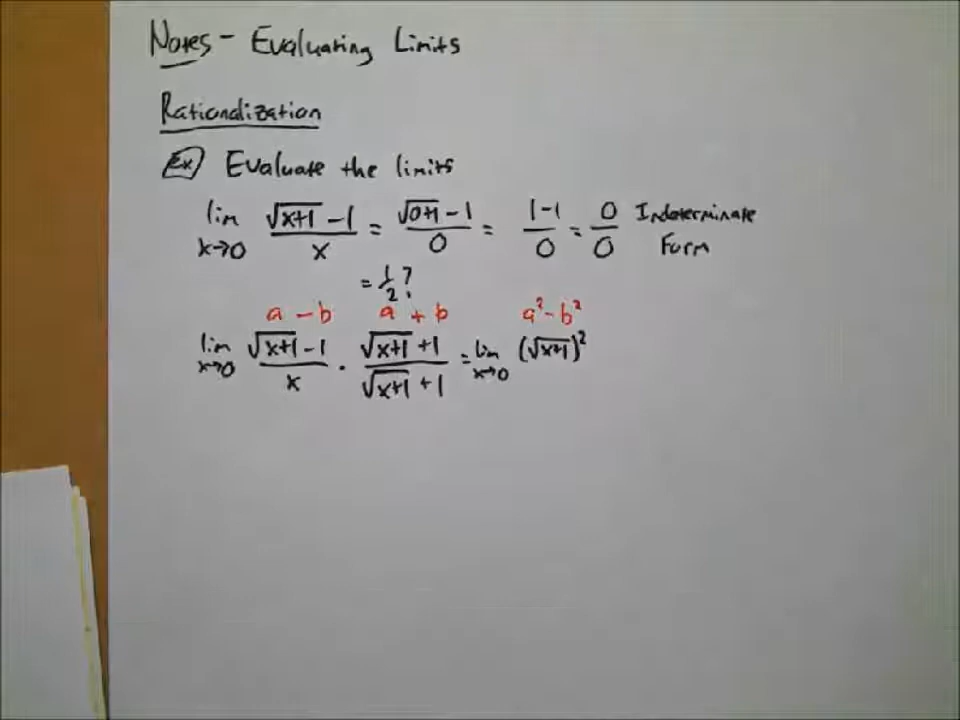 Notes - Evaluating Limits
Rationalization
Ex Evaluate the limits
lim x→0 (√(x+1) - 1)/x = (√(0+1) - 1)/0 = (1-1)/0 = 0/0 Indeterminate Form
= 1/2?
a - b a + b a² - b²
lim x→0 (√(x+1) - 1)/x · (√(x+1) + 1)/(√(x+1) + 1) = lim x→0 (√(x+1))²